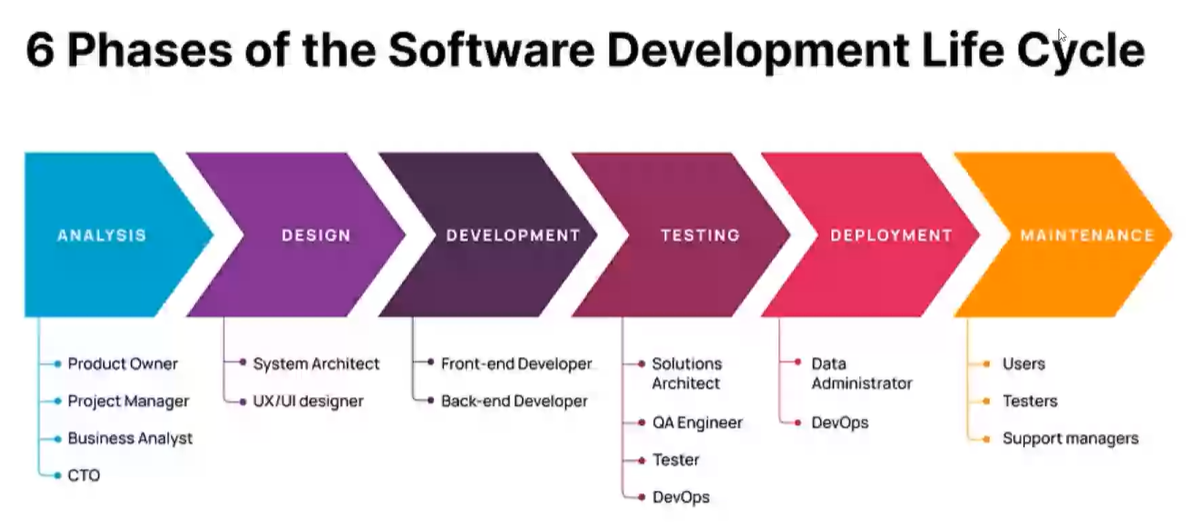 6 Phases of the Software Development Life Cycle
ANALYSIS
Product Owner
Project Manager
Business Analyst
CTO
DESIGN
System Architect
UX/UI designer
DEVELOPMENT
Front-end Developer
Back-end Developer
TESTING
Solutions
Architect
QA Engineer
Tester
DevOps
DEPLOYMENT
Data
Administrator
DevOps
MAINTENANCE
Users
Testers
Support managers